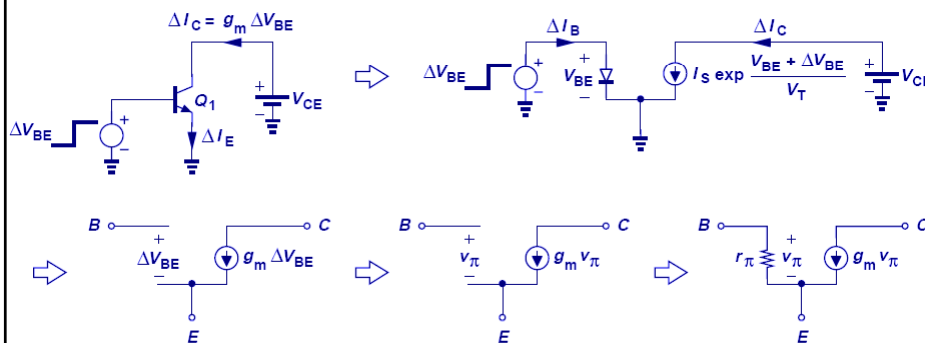 ΔI_C = g_m ΔV_BE
ΔV_BE
Q_1
ΔI_E
V_CE
+
−
+
−
ΔI_B
ΔI_C
ΔV_BE
+
−
+
V_BE
−
I_S exp (V_BE + ΔV_BE) / V_T
+
−
V_CE
B
C
+
ΔV_BE
−
g_m ΔV_BE
E
B
C
+
v_π
−
g_m v_π
E
B
C
r_π
+
v_π
−
g_m v_π
E